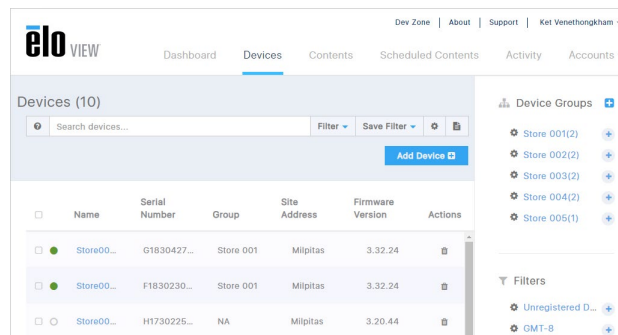 Dev Zone | About | Support | Ket Venethongkham
elo VIEW
Dashboard Devices Contents Scheduled Contents Activity Accounts
Devices (10)
Search devices...
Filter Save Filter
Add Device
Name Serial Number Group Site Address Firmware Version Actions
Store00... G1830427... Store 001 Milpitas 3.32.24
Store00... F1830230... Store 001 Milpitas 3.32.24
Store00... H1730225... NA Milpitas 3.20.44
Device Groups
Store 001(2)
Store 002(2)
Store 003(2)
Store 004(2)
Store 005(1)
Filters
Unregistered D...
GMT-8